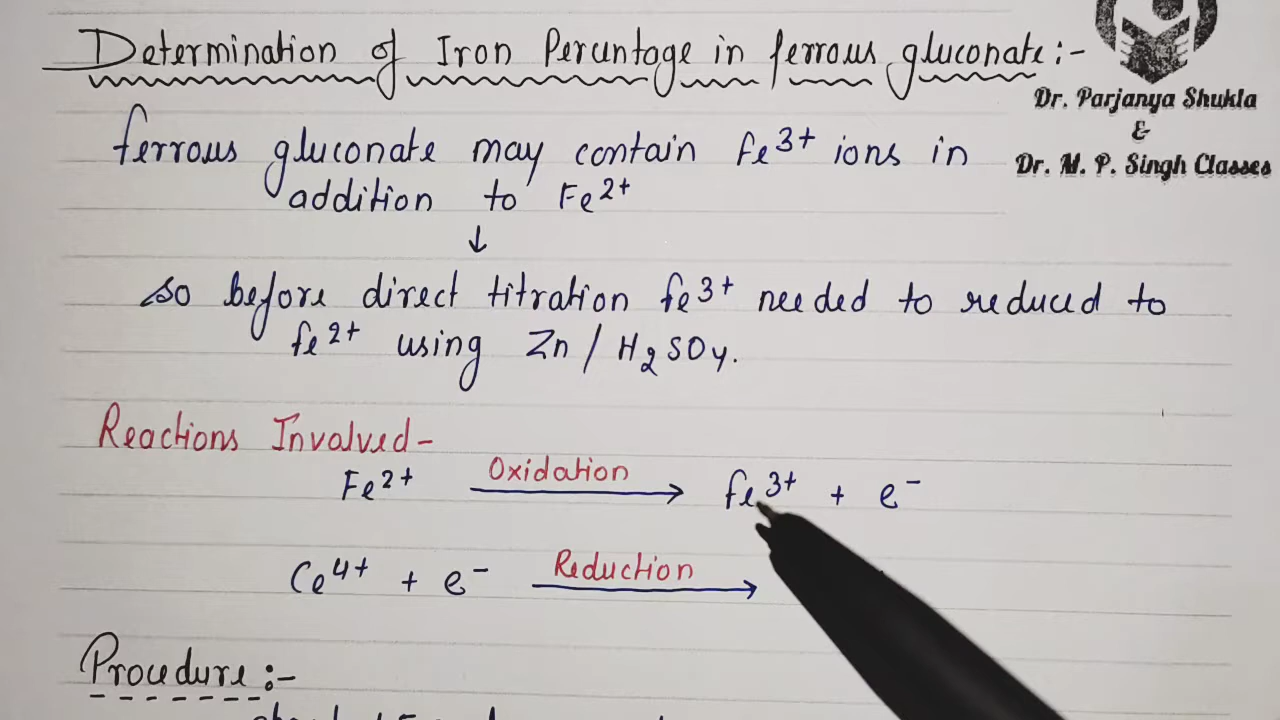 Determination of Iron Percentage in ferrous gluconate:-
Dr. Parjanya Shukla
&
Dr. M. P. Singh Classes
ferrous gluconate may contain Fe³⁺ ions in
addition to Fe²⁺
↓
so before direct titration fe³⁺ needed to reduced to
fe²⁺ using Zn / H₂SO₄.
Reactions Involved-
Fe²⁺ Oxidation→ fe³⁺ + e⁻
Ce⁴⁺ + e⁻ Reduction→
Procedure:-